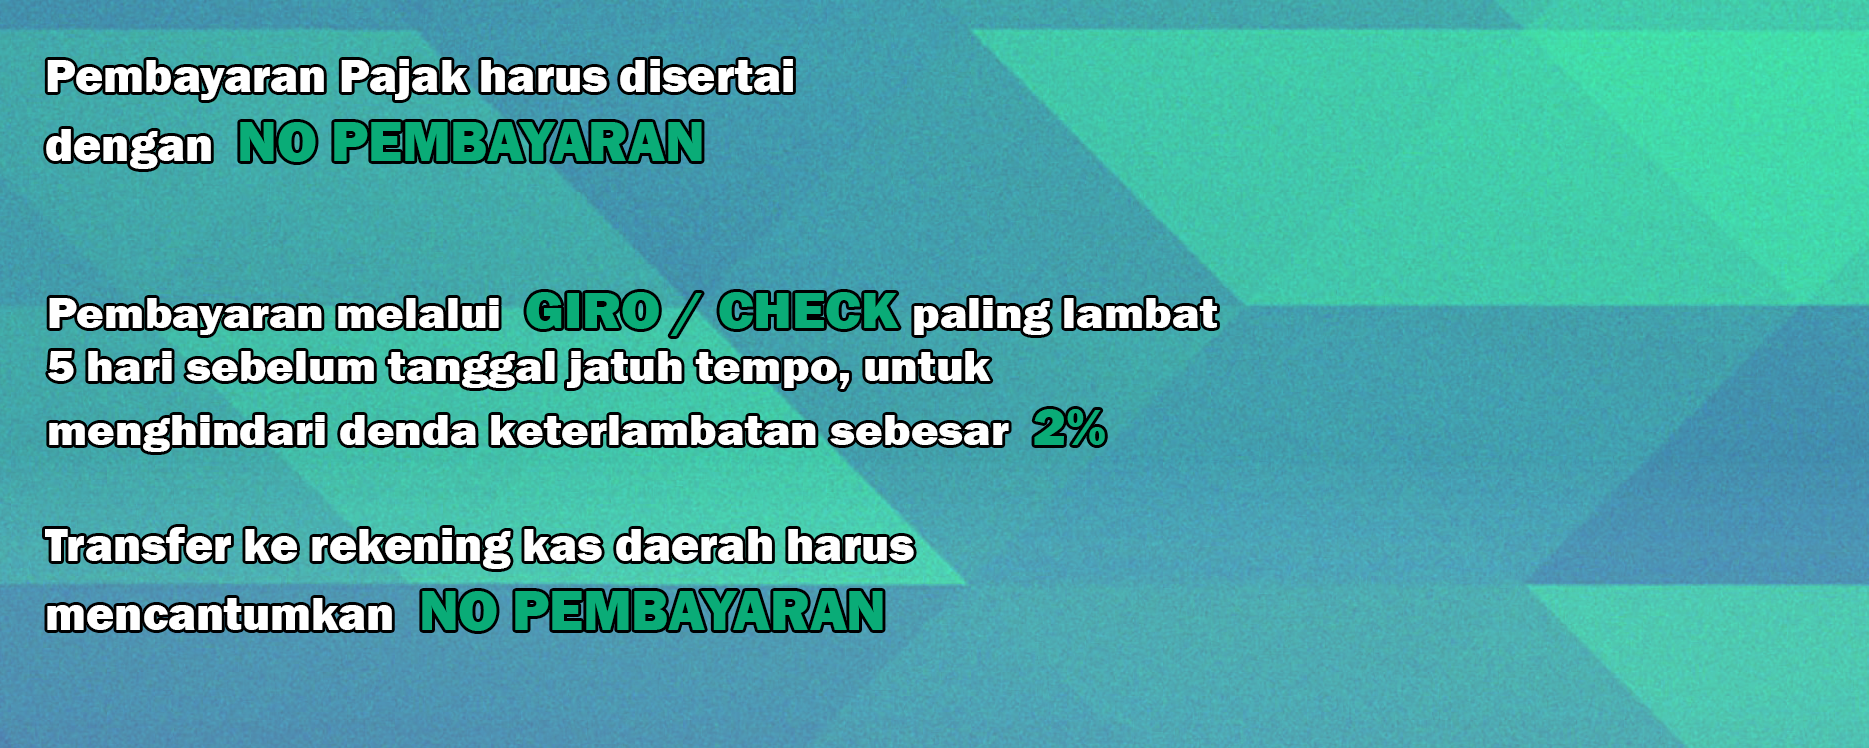 Pembayaran Pajak harus disertai
dengan NO PEMBAYARAN
Pembayaran melalui GIRO / CHECK paling lambat
5 hari sebelum tanggal jatuh tempo, untuk
menghindari denda keterlambatan sebesar 2%
Transfer ke rekening kas daerah harus
mencantumkan NO PEMBAYARAN